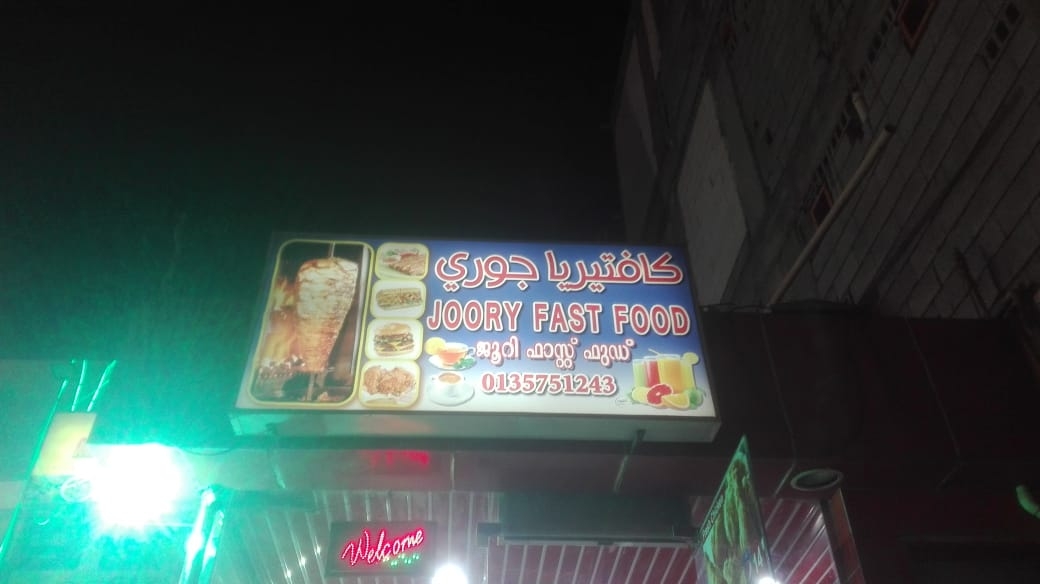 كافتيريا جوري
JOORY FAST FOOD
ജൂറി ഫാസ്റ്റ് ഫുഡ്
0135751243
Welcome